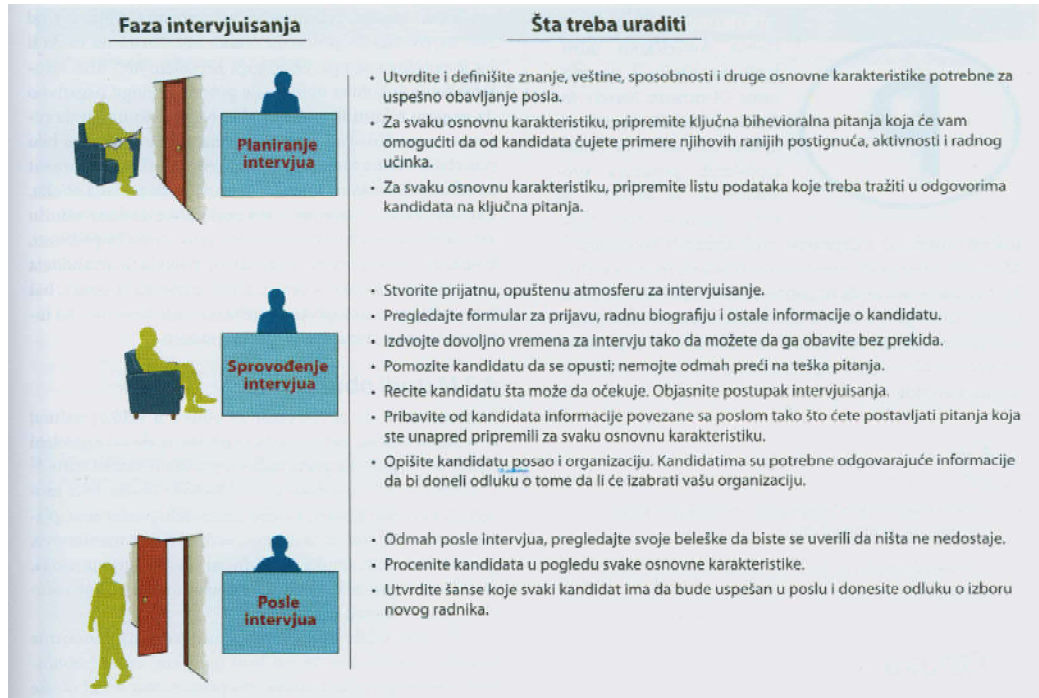 Faza intervjuisanja
Šta treba uraditi
Planiranje
intervjua
• Utvrdite i definišite znanje, veštine, sposobnosti i druge osnovne karakteristike potrebne za
uspešno obavljanje posla.
• Za svaku osnovnu karakteristiku, pripremite ključna bihevioralna pitanja koja će vam
omogućiti da od kandidata čujete primere njihovih ranijih postignuća, aktivnosti i radnog
učinka.
• Za svaku osnovnu karakteristiku, pripremite listu podataka koje treba tražiti u odgovorima
kandidata na ključna pitanja.
Sprovođenje
intervjua
• Stvorite prijatnu, opuštenu atmosferu za intervjuisanje.
• Pregledajte formular za prijavu, radnu biografiju i ostale informacije o kandidatu.
• Izdvojte dovoljno vremena za intervju tako da možete da ga obavite bez prekida.
• Pomozite kandidatu da se opusti; nemojte odmah preći na teška pitanja.
• Recite kandidatu šta može da očekuje. Objasnite postupak intervjuisanja.
• Pribavite od kandidata informacije povezane sa poslom tako što ćete postavljati pitanja koja
ste unapred pripremili za svaku osnovnu karakteristiku.
• Opišite kandidatu posao i organizaciju. Kandidatima su potrebne odgovarajuće informacije
da bi doneli odluku o tome da li će izabrati vašu organizaciju.
Posle
intervjua
• Odmah posle intervjua, pregledajte svoje beleške da biste se uverili da ništa ne nedostaje.
• Procenite kandidata u pogledu svake osnovne karakteristike.
• Utvrdite šanse koje svaki kandidat ima da bude uspešan u poslu i donesite odluku o izboru
novog radnika.